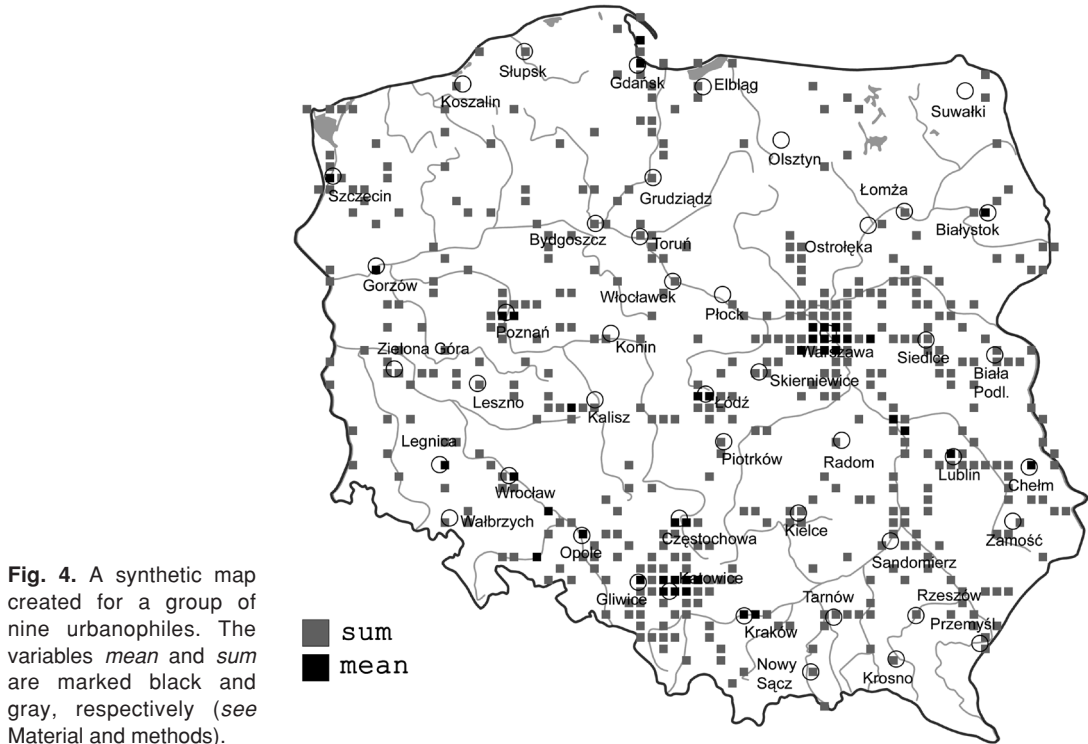 Słupsk
Gdańsk
Elbląg
Koszalin
Suwałki
Olsztyn
Łomża
Szczecin
Grudziądz
Białystok
Bydgoszcz
Toruń
Ostrołęka
Gorzów
Włocławek
Płock
Poznań
Konin
Warszawa
Siedlce
Zielona Góra
Biała
Podl.
Skierniewice
Leszno
Kalisz
Łódź
Legnica
Piotrków
Radom
Lublin
Chełm
Wrocław
Wałbrzych
Częstochowa
Kielce
Zamość
Opole
Sandomierz
Katowice
Gliwice
Tarnów
Rzeszów
Przemyśl
Kraków
Nowy
Sącz
Krosno
sum
mean
Fig. 4. A synthetic map
created for a group of
nine urbanophiles. The
variables mean and sum
are marked black and
gray, respectively (see
Material and methods).